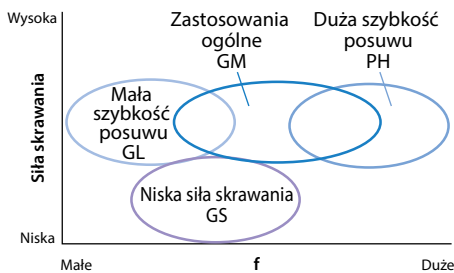 Wysoka
Siła skrawania
Niska
Zastosowania
ogólne
GM
Duża szybkość
posuwu
PH
Mała
szybkość
posuwu
GL
Niska siła skrawania
GS
Małe
f
Duże